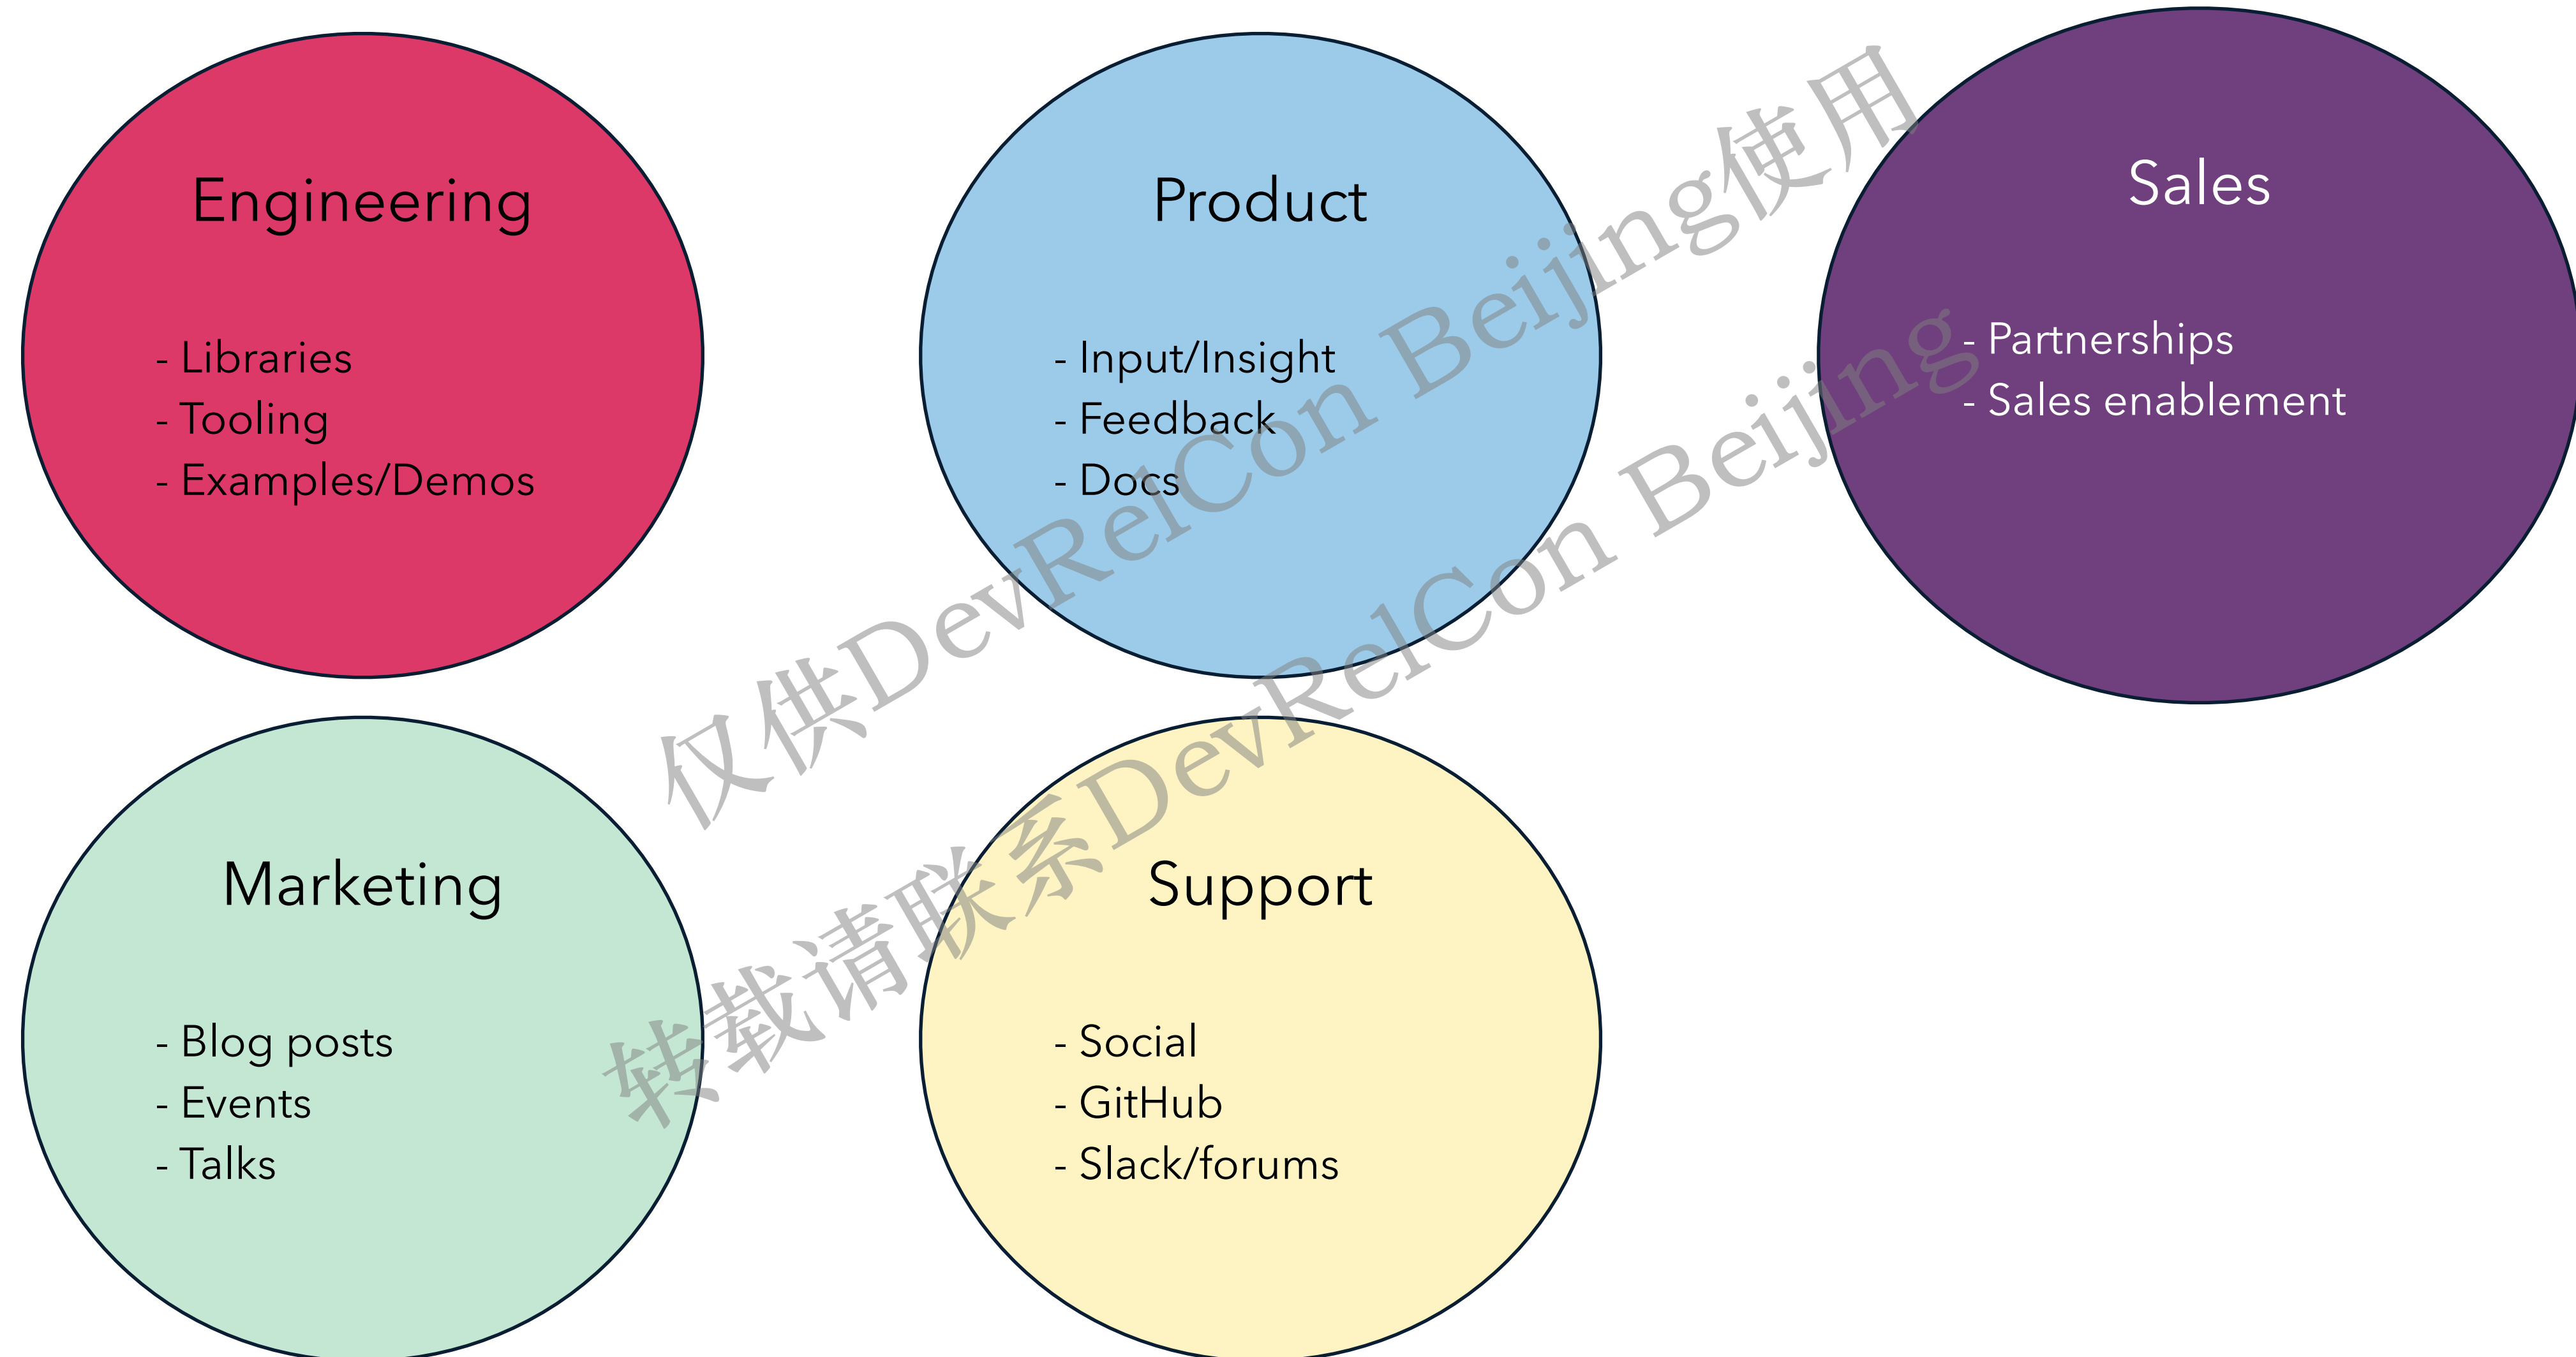 Engineering
- Libraries
- Tooling
- Examples/Demos
Product
- Input/Insight
- Feedback
- Docs
Sales
- Partnerships
- Sales enablement
Marketing
- Blog posts
- Events
- Talks
Support
- Social
- GitHub
- Slack/forums
仅供DevRelCon Beijing使用
转载请联系DevRelCon Beijing